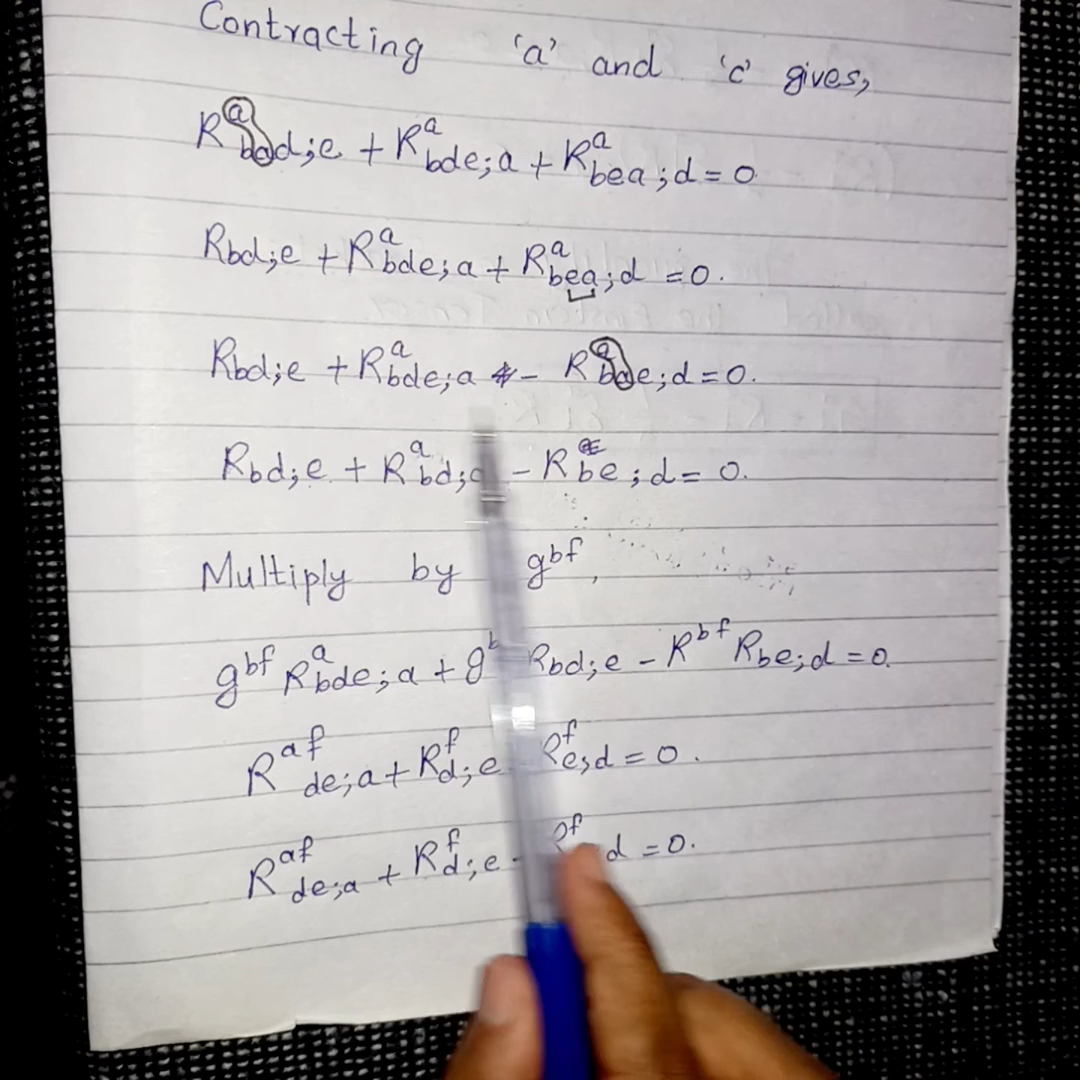 Contracting 'a' and 'c' gives,
R^a_bad;e + R^a_bde;a + R^a_bea;d = 0
R_bd;e + R^a_bde;a + R^a_bea;d = 0.
R_bd;e + R^a_bde;a - R^a_bae;d = 0.
R_bd;e + R^a_bd; - R_be;d = 0.
Multiply by g^bf,
g^bf R^a_bde;a + g^b R_bd;e - R^bf R_be;d = 0.
R^af_de;a + R^f_d;e R^f_e;d = 0.
R^af_de;a + R^f_d;e - d = 0.